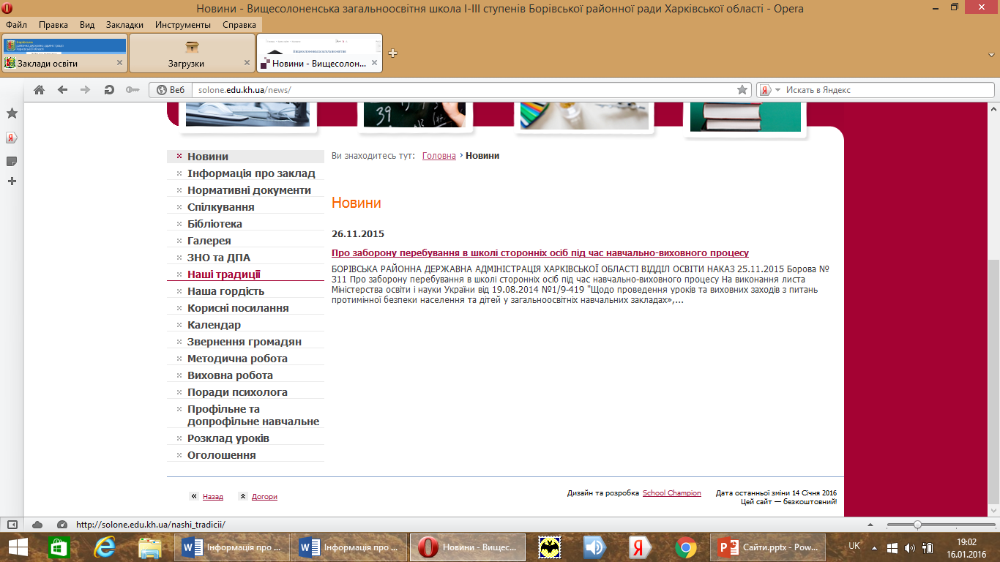 Новини - Вищесолоненська загальноосвітня школа І-ІІІ ступенів Борівської районної ради Харківської області - Opera
Файл Правка Вид Закладки Инструменты Справка
Заклади освіти
Загрузки
Новини - Вищесолон...
Веб solone.edu.kh.ua/news/
Искать в Яндекс
39
Новини
Інформація про заклад
Нормативні документи
Спілкування
Бібліотека
Галерея
ЗНО та ДПА
Наші традиції
Наша гордість
Корисні посилання
Календар
Звернення громадян
Методична робота
Виховна робота
Поради психолога
Профільне та
допрофільне навчальне
Розклад уроків
Оголошення
Ви знаходитесь тут: Головна › Новини
Новини
26.11.2015
Про заборону перебування в школі сторонніх осіб під час навчально-виховного процесу
БОРІВСЬКА РАЙОННА ДЕРЖАВНА АДМІНІСТРАЦІЯ ХАРКІВСЬКОЇ ОБЛАСТІ ВІДДІЛ ОСВІТИ НАКАЗ 25.11.2015 Борова №
311 Про заборону перебування в школі сторонніх осіб під час навчально-виховного процесу На виконання листа
Міністерства освіти і науки України від 19.08.2014 №1/9-419 "Щодо проведення уроків та виховних заходів з питань
протимінної безпеки населення та дітей у загальноосвітніх навчальних закладах»,...
Назад Догори
Дизайн та розробка School Champion
Дата останньої зміни 14 Січня 2016
Цей сайт — безкоштовний!
http://solone.edu.kh.ua/nashi_tradicii/
Інформація про ...
Інформація про ...
Новини - Вищес...
Сайти.pptx - Pow...
UK
19:02
16.01.2016